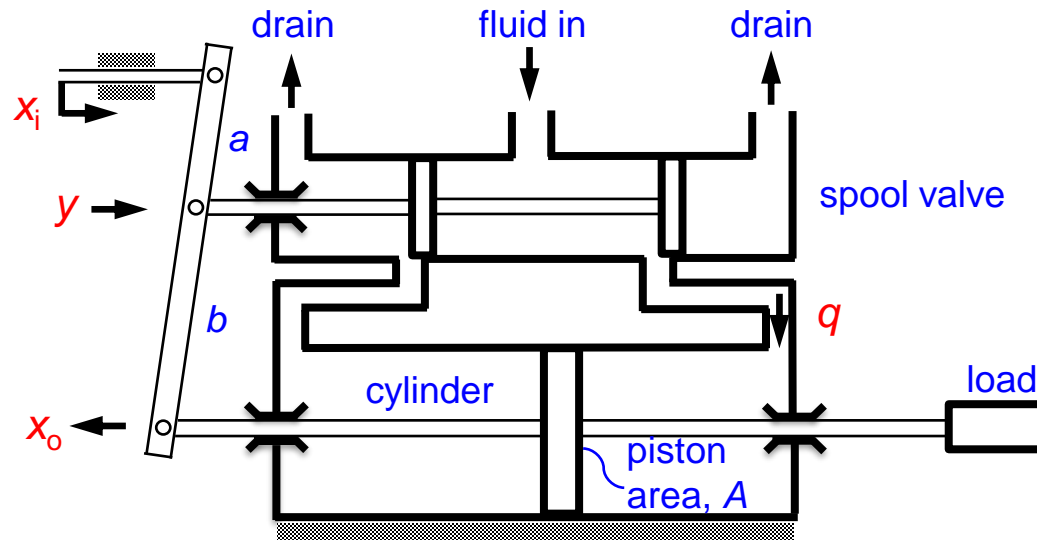 drain
fluid in
drain
xi
a
y
spool valve
b
q
cylinder
load
xo
piston
area, A